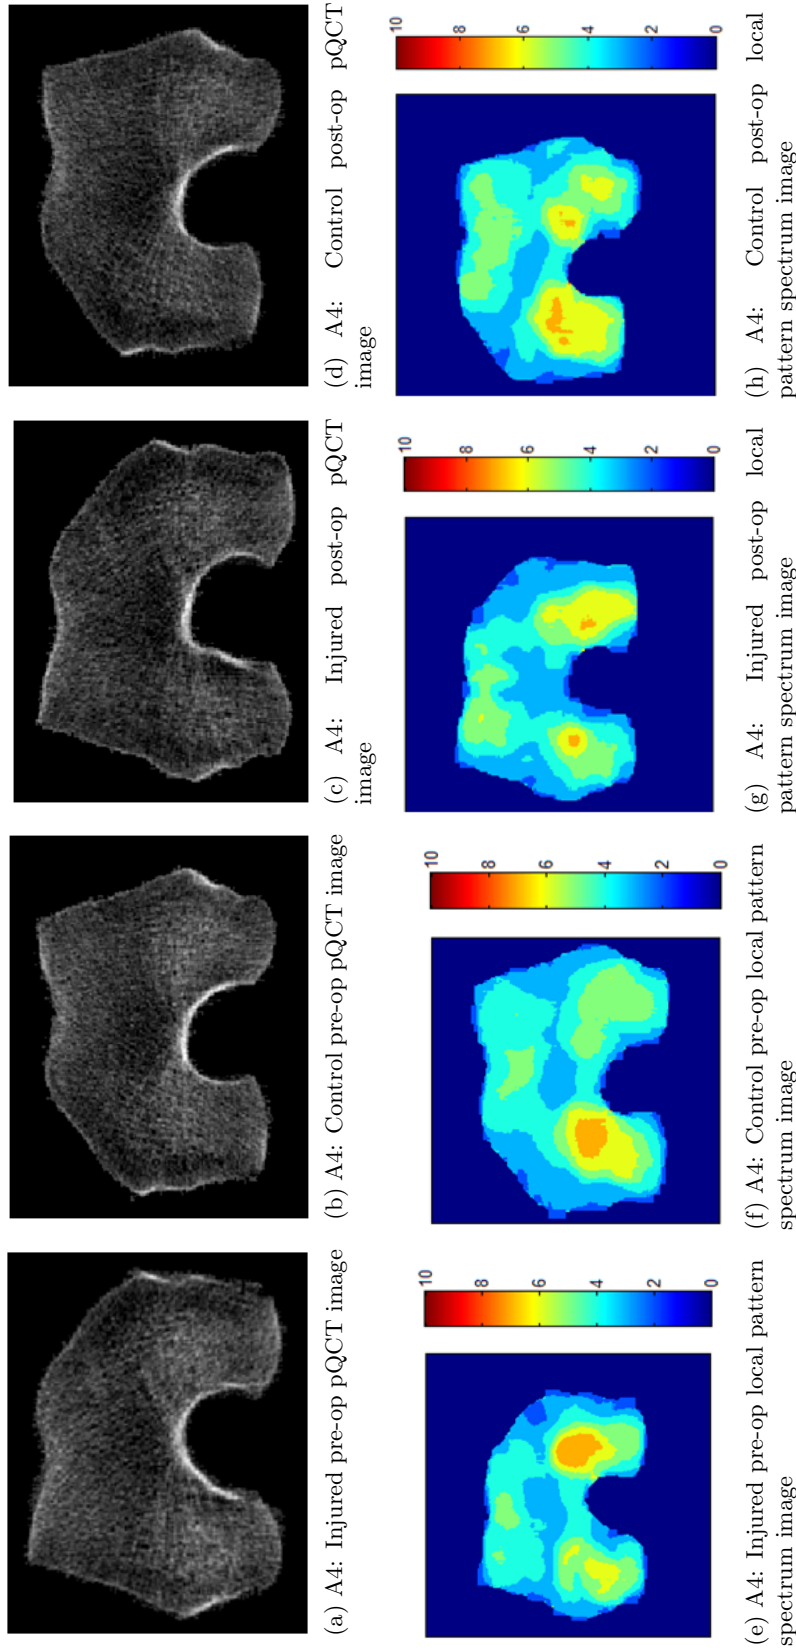 (a) A4: Injured pre-op pQCT image
(b) A4: Control pre-op pQCT image
(c) A4: Injured post-op pQCT
image
(d) A4: Control post-op pQCT
image
10
8
6
4
2
0
10
8
6
4
2
0
10
8
6
4
2
0
10
8
6
4
2
0
(e) A4: Injured pre-op local pattern
spectrum image
(f) A4: Control pre-op local pattern
spectrum image
(g) A4: Injured post-op local
pattern spectrum image
(h) A4: Control post-op local
pattern spectrum image